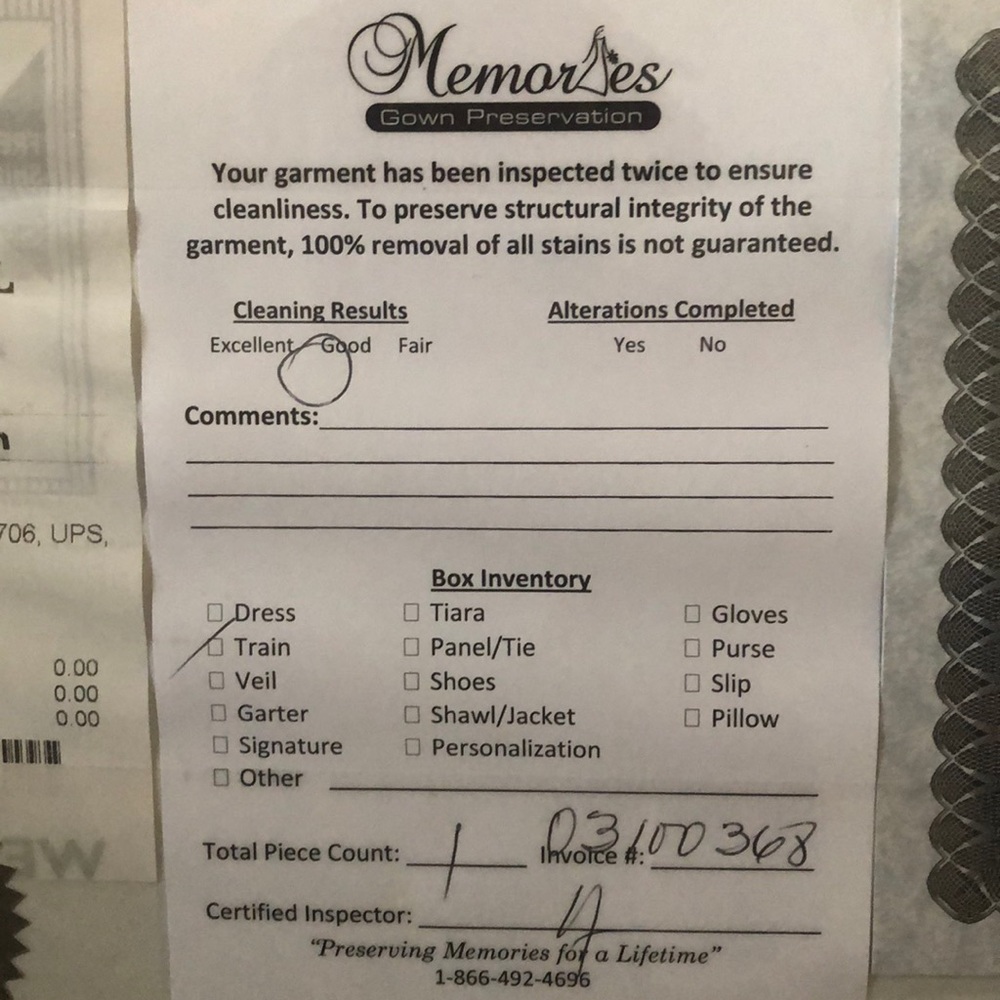 Memories
Gown Preservation
Your garment has been inspected twice to ensure
cleanliness. To preserve structural integrity of the
garment, 100% removal of all stains is not guaranteed.
Cleaning Results Alterations Completed
Excellent Good Fair Yes No
Comments:
706, UPS,
Box Inventory
☐ Dress ☐ Tiara ☐ Gloves
☐ Train ☐ Panel/Tie ☐ Purse
☐ Veil ☐ Shoes ☐ Slip
☐ Garter ☐ Shawl/Jacket ☐ Pillow
☐ Signature ☐ Personalization
☐ Other
0.00
0.00
0.00
Total Piece Count: 1 Invoice #: 03100368
Certified Inspector:
"Preserving Memories for a Lifetime"
1-866-492-4696